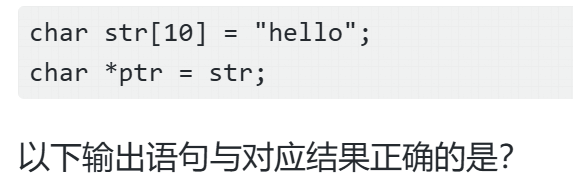 char str[10] = "hello";
char *ptr = str;
以下输出语句与对应结果正确的是？